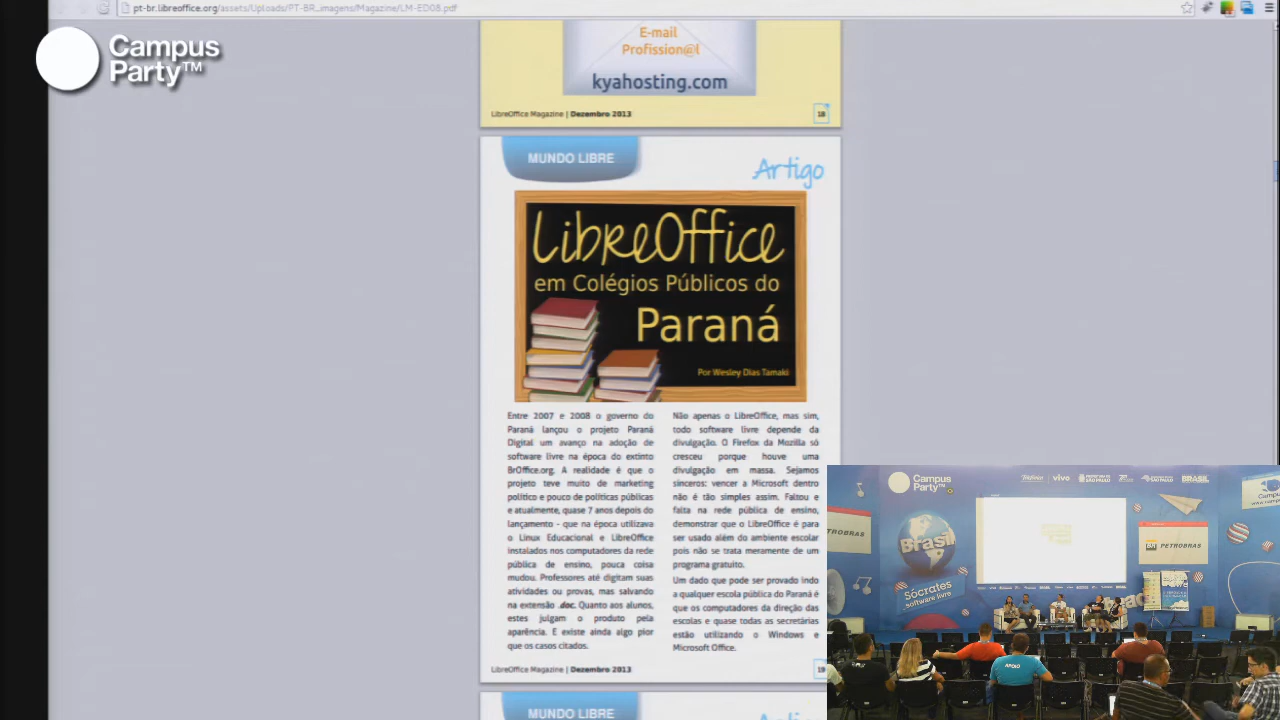 pt-br.libreoffice.org/assets/Uploads/PT-BR_imagens/Magazine/LM-ED08.pdf
Campus
Party™
E-mail
Profission@l
kyahosting.com
LibreOffice Magazine | Dezembro 2013
18
MUNDO LIBRE
Artigo
LibreOffice
em Colégios Públicos do
Paraná
Por Wesley Dias Tamaki
Entre 2007 e 2008 o governo do
Paraná lançou o projeto Paraná
Digital um avanço na adoção de
software livre na época do extinto
BrOffice.org. A realidade é que o
projeto teve muito de marketing
político e pouco de políticas públicas
e atualmente, quase 7 anos depois do
lançamento - que na época utilizava
o Linux Educacional e LibreOffice
instalados nos computadores da rede
pública de ensino, pouca coisa
mudou. Professores até digitam suas
atividades ou provas, mas salvando
na extensão .doc. Quanto aos alunos,
estes julgam o produto pela
aparência. E existe ainda algo pior
que os casos citados.
Não apenas o LibreOffice, mas sim,
todo software livre depende da
divulgação. O Firefox da Mozilla só
cresceu porque houve uma
divulgação em massa. Sejamos
sinceros: vencer a Microsoft dentro
não é tão simples assim. Faltou e
falta na rede pública de ensino,
demonstrar que o LibreOffice é para
ser usado além do ambiente escolar
pois não se trata meramente de um
programa gratuito.
Um dado que pode ser provado indo
a qualquer escola pública do Paraná é
que os computadores da direção das
escolas e quase todas as secretárias
estão utilizando o Windows e
Microsoft Office.
LibreOffice Magazine | Dezembro 2013
19
MUNDO LIBRE
Campus
Party
vivo
BRASIL
PETROBRAS
Brasil
BR PETROBRAS
Sócrates
software livre
APOLO